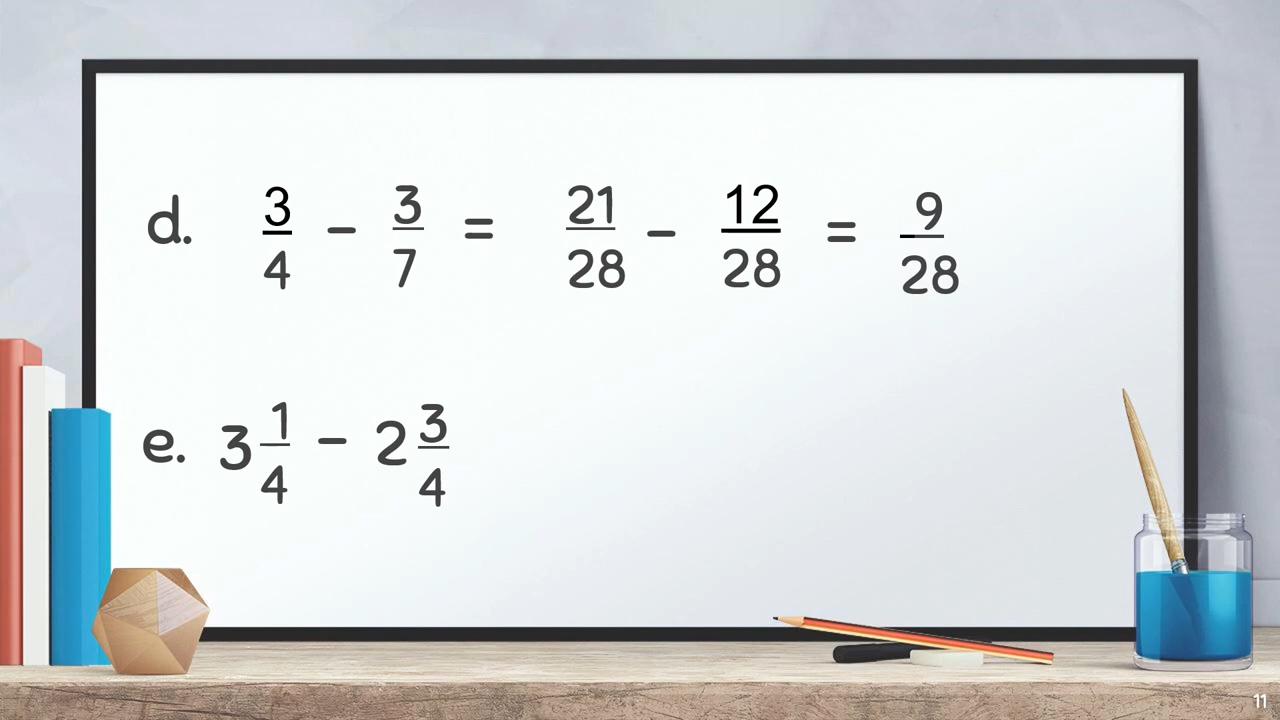 d. 3/4 - 3/7 = 21/28 - 12/28 = 9/28
e. 3 1/4 - 2 3/4
11